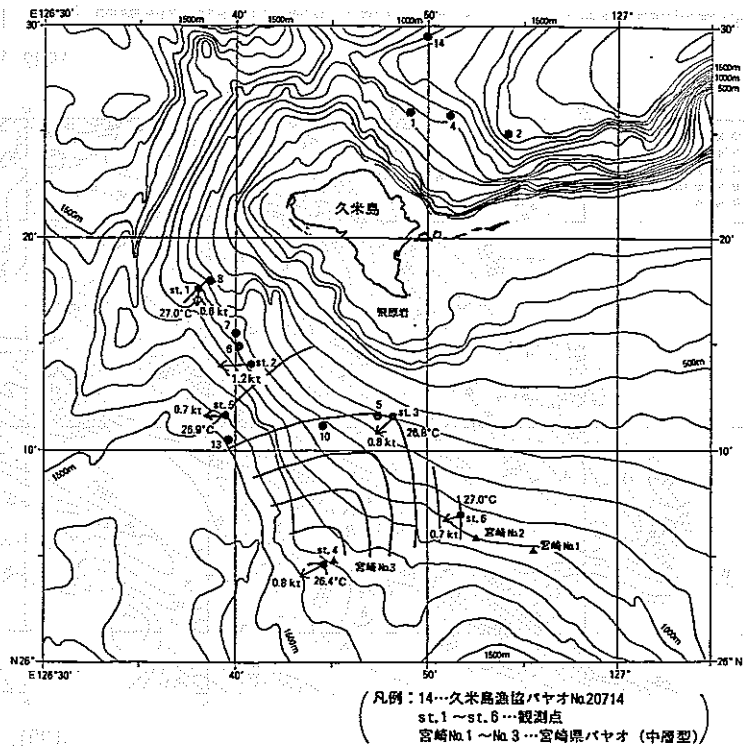 E 126°30' 1500m 40' 1000m 50' 1500m 127°
30' 30'
14
1500m
1000m
500m
1 4 2
久米島
20' 20'
st.1 8
27.0℃ 0.6 kt
7
6
st.2
1.2kt
500m
1500m
st.5
0.7 kt
26.9℃
13
10
5
st.3
0.8 kt 26.8℃
10' 10'
1500m
27.0℃
st.6
0.7 kt
宮崎No.2
宮崎No.1
st.4
宮崎No.3
0.8 kt 26.4℃
1500m
1000m
1500m
N26° 26°N
E 126°30' 40' 50' 127°
凡例：14…久米島漁協パヤオNo.20714
st.1～st.6…観測点
宮崎No.1～No.3…宮崎県パヤオ（中層型）